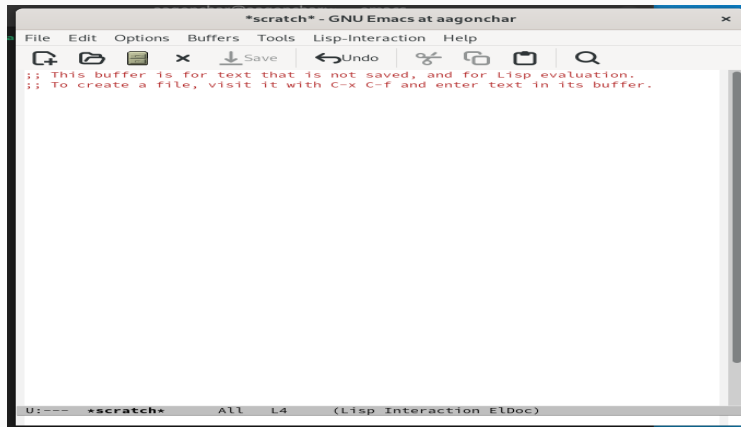 *scratch* - GNU Emacs at aagonchar
File Edit Options Buffers Tools Lisp-Interaction Help
Save Undo
;; This buffer is for text that is not saved, and for Lisp evaluation.
;; To create a file, visit it with C-x C-f and enter text in its buffer.
U:--- *scratch* All L4 (Lisp Interaction ElDoc)